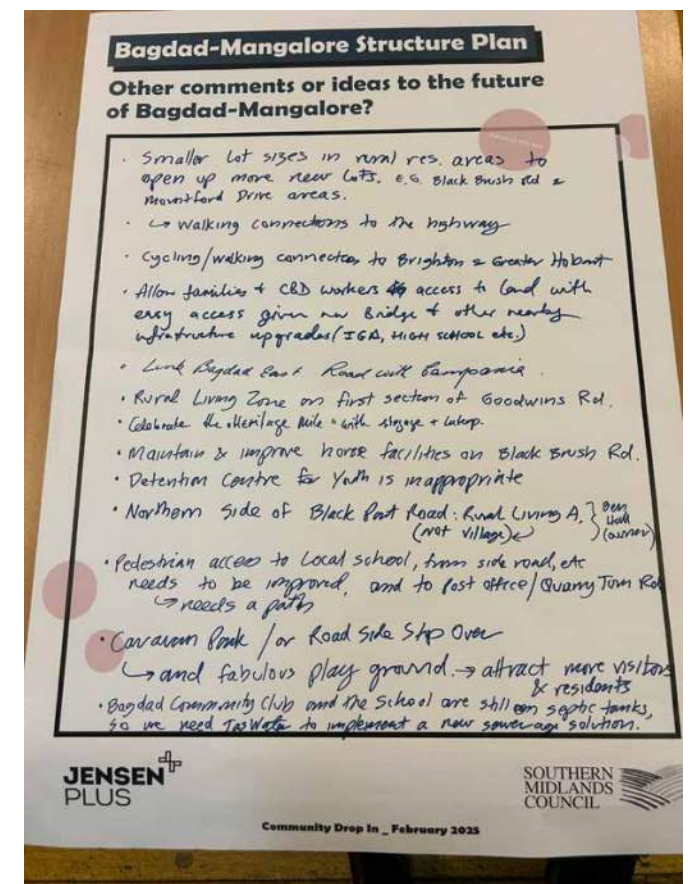 Bagdad-Mangalore Structure Plan
Other comments or ideas to the future
of Bagdad-Mangalore?
· Smaller Lot sizes in rural res. areas to
open up more new Lots. E.G. Black Brush Rd &
Mountford Drive areas.
· ↳ Walking connections to the highway
· Cycling/walking connection to Brighton & Greater Hobart
· Allow families + CBD workers access to land with
easy access given new Bridge + other nearby
infrastructure upgrades (IGA, HIGH SCHOOL etc.)
· Link Bagdad East Road with Campania.
· Rural Living Zone on first section of Goodwins Rd.
· Celebrate the Heritage Mile - with signage + interp.
· Maintain & improve horse facilities on Black Brush Rd.
· Detention Centre for Youth is inappropriate
· Northern Side of Black Port Road: Rural Living A. } Ben
(not village) Hall
(owner)
· Pedestrian access to Local school, from side road, etc
needs to be improved, and to Post office/Quarry Town Rd
↳ needs a path
· Caravan Park /or Road Side Stop Over
↳ and fabulous play ground. → attract more visitors
& residents
· Bagdad Community Club and the School are still on septic tanks,
so we need TasWater to implement a new sewerage solution.
JENSEN
PLUS
SOUTHERN
MIDLANDS
COUNCIL
Community Drop In _ February 2025